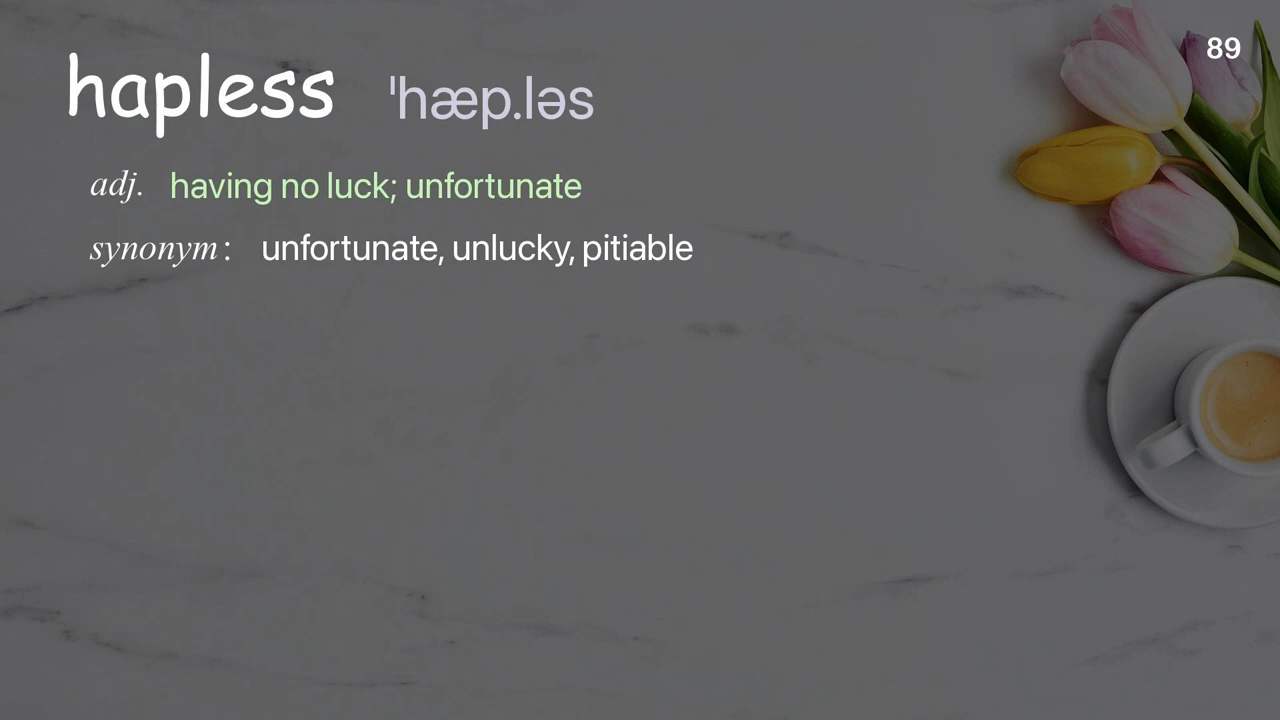 89
hapless ˈhæp.ləs
adj. having no luck; unfortunate
synonym: unfortunate, unlucky, pitiable